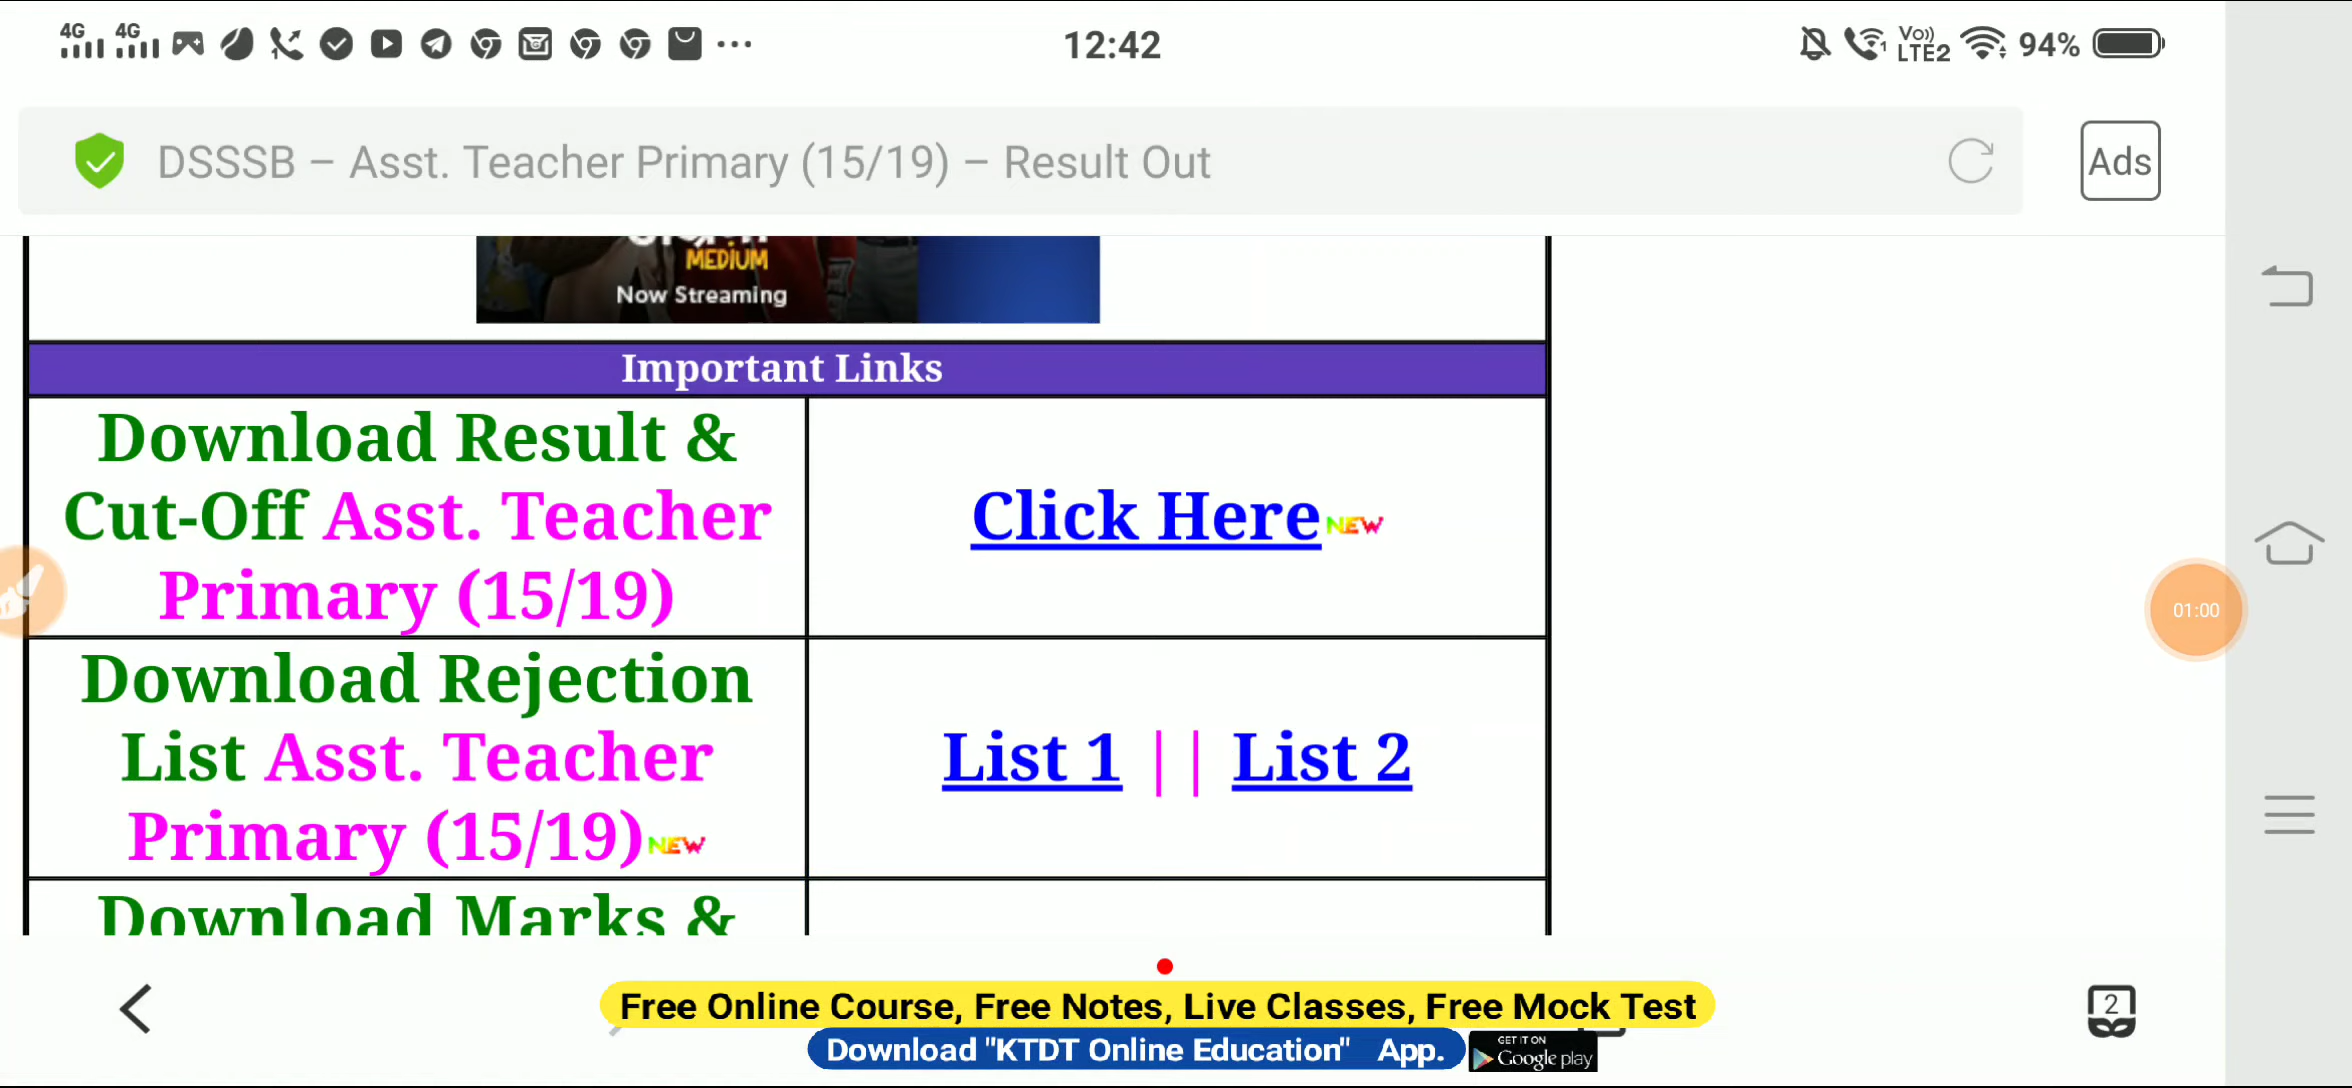 4G 4G 12:42 Vo)) LTE2 1 94%
DSSSB – Asst. Teacher Primary (15/19) – Result Out
Ads
MEDIUM
Now Streaming
Important Links
Download Result &
Cut-Off Asst. Teacher
Primary (15/19)
Click Here NEW
01:00
Download Rejection
List Asst. Teacher
Primary (15/19) NEW
List 1 || List 2
Download Marks &
Free Online Course, Free Notes, Live Classes, Free Mock Test
2
Download "KTDT Online Education" App.
GET IT ON
Google play